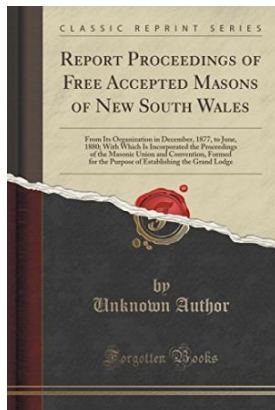 CLASSIC REPRINT SERIES
REPORT PROCEEDINGS OF
FREE ACCEPTED MASONS
OF NEW SOUTH WALES
From Its Organization in December, 1877, to June,
1880; With Which Is Incorporated the Proceedings
of the Masonic Union and Convention, Formed
for the Purpose of Establishing the Grand Lodge
by
Unknown Author
Forgotten Books